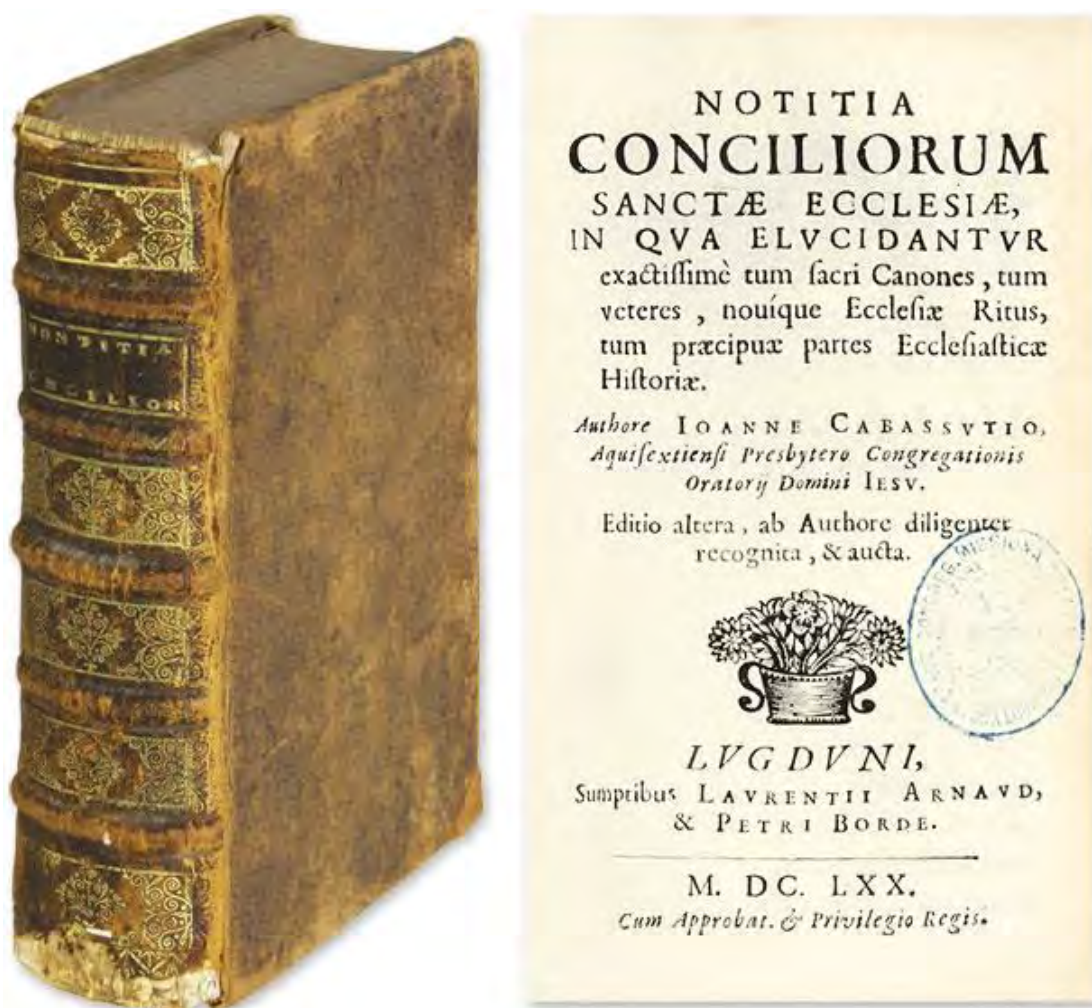 NOTITIA
CONCILIORUM
SANCTÆ ECCLESIÆ,
IN QVA ELVCIDANTVR
exactiſſimè tum ſacri Canones, tum
veteres, nouíque Eccleſiæ Ritus,
tum præcipuæ partes Eccleſiaſticæ
Hiſtoriæ.
Authore IOANNE CABASSVTIO,
Aquiſextienſi Presbytero Congregationis
Oratorij Domini IESV.
Editio altera, ab Authore diligenter
recognita, & aucta.
LVGDVNI,
Sumptibus LAVRENTII ARNAVD,
& PETRI BORDE.
M. DC. LXX.
Cum Approbat. & Privilegio Regis.